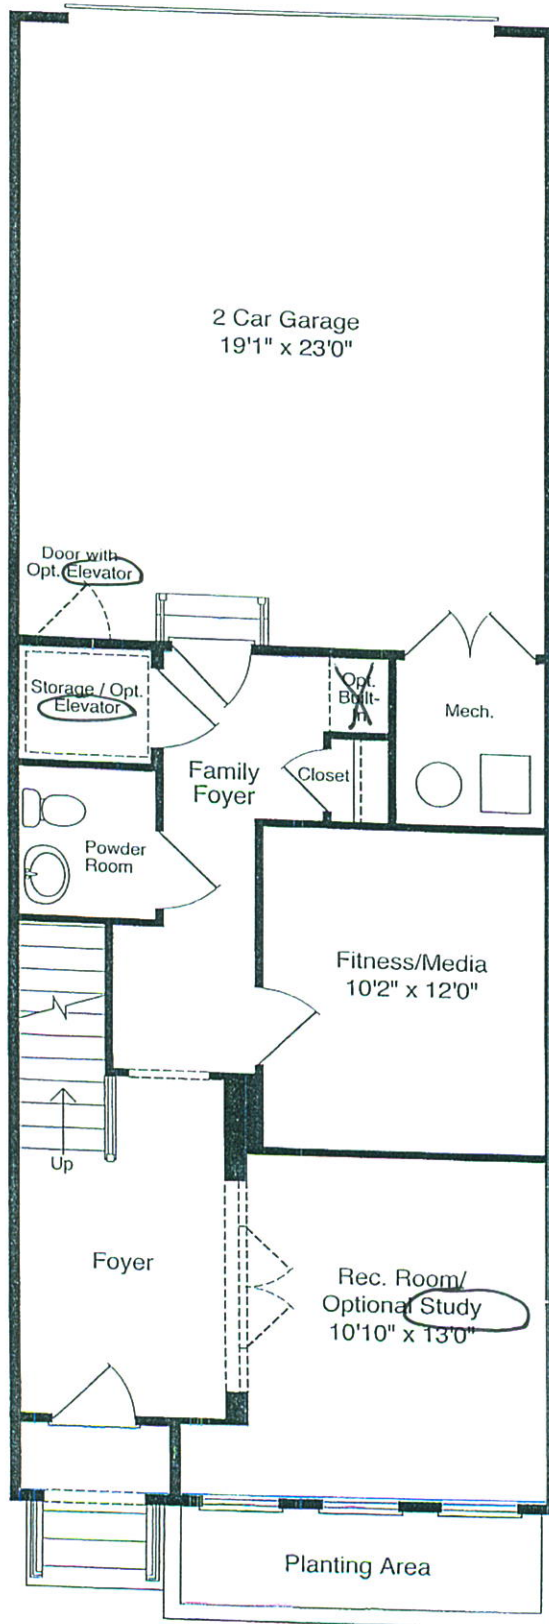 2 Car Garage
19'1" x 23'0"
Door with
Opt. Elevator
Storage / Opt.
Elevator
Opt.
Built-
In
Mech.
Family
Foyer
Closet
Powder
Room
Fitness/Media
10'2" x 12'0"
Up
Foyer
Rec. Room/
Optional Study
10'10" x 13'0"
Planting Area